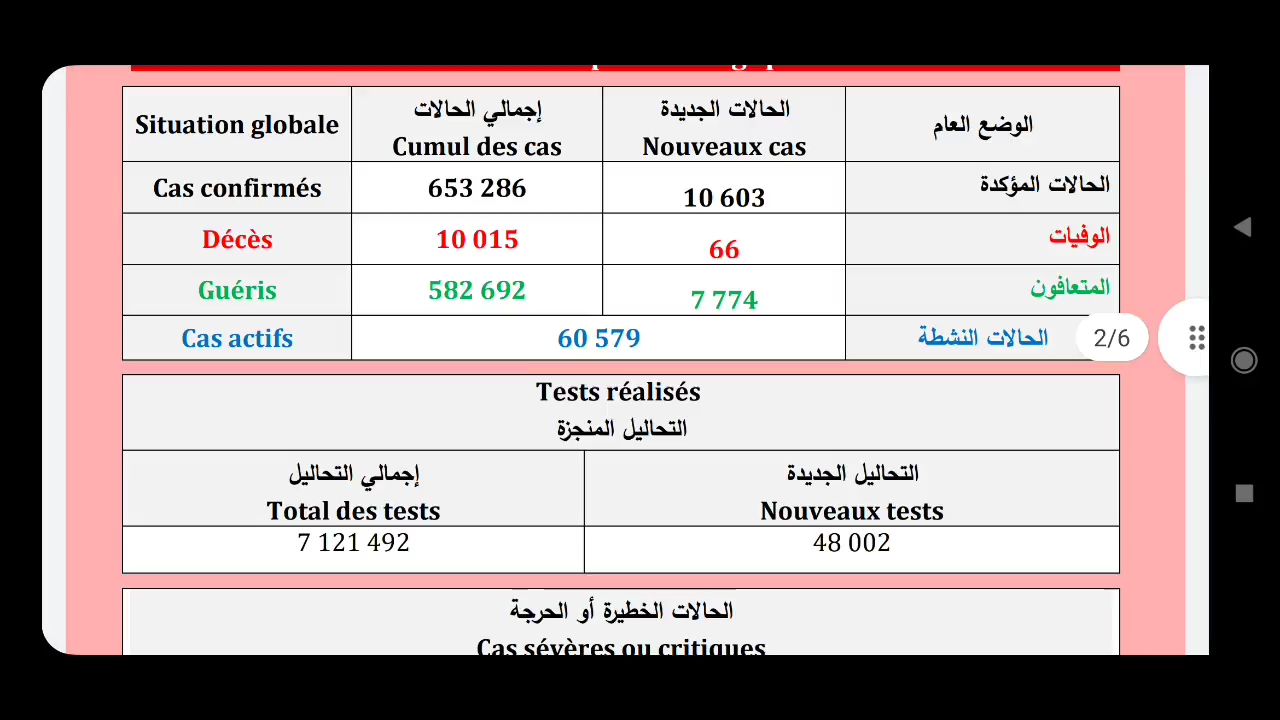 Situation globale	إجمالي الحالات	الحالات الجديدة	الوضع العام
Cumul des cas	Nouveaux cas
Cas confirmés	653 286	10 603	الحالات المؤكدة
Décès	10 015	66	الوفيات
Guéris	582 692	7 774	المتعافون
Cas actifs	60 579	الحالات النشطة
2/6
Tests réalisés
التحاليل المنجزة
إجمالي التحاليل	التحاليل الجديدة
Total des tests	Nouveaux tests
7 121 492	48 002
الحالات الخطيرة أو الحرجة
Cas sévères ou critiques